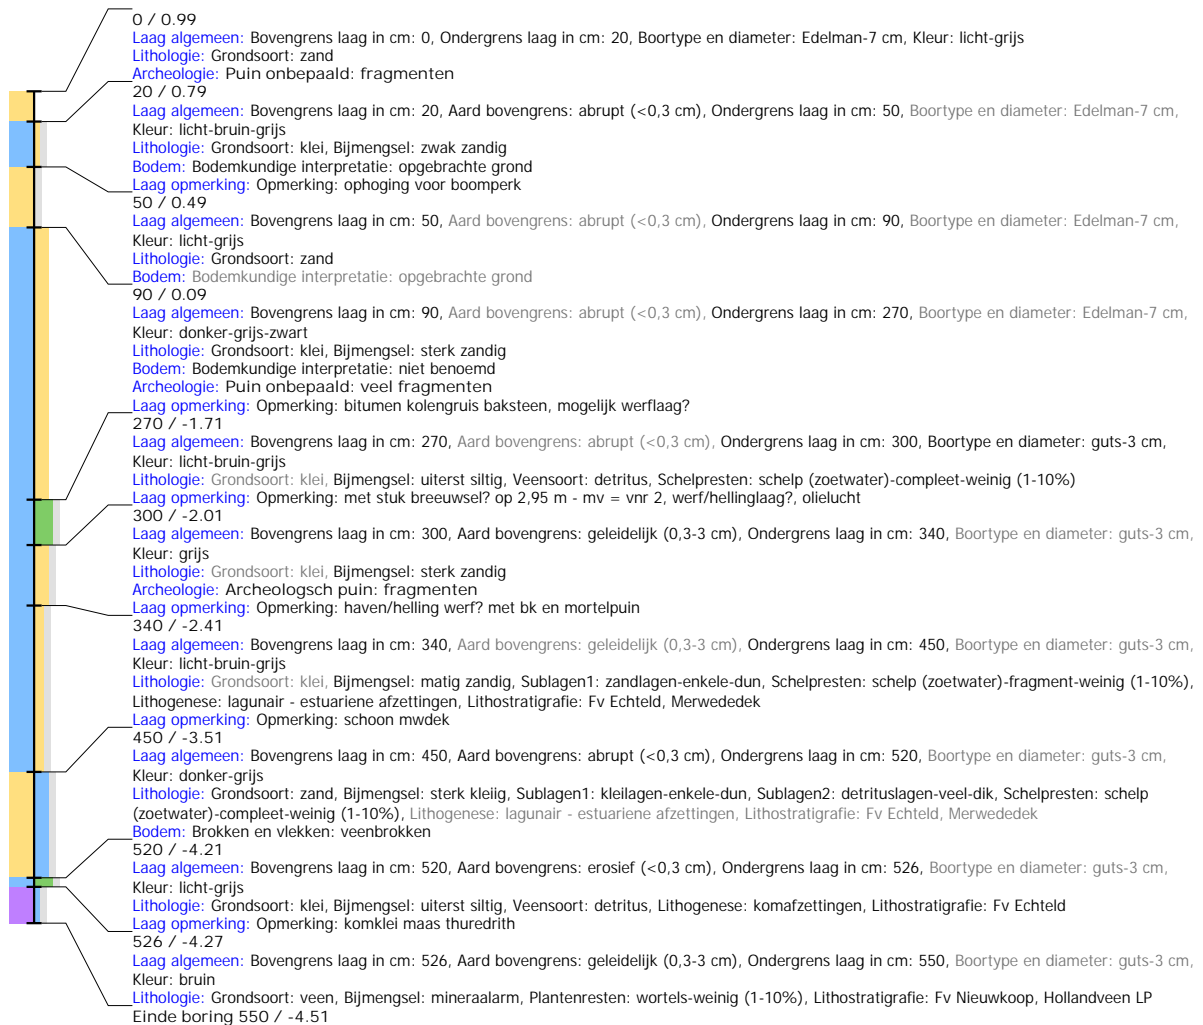 0 / 0.99
Laag algemeen: Bovengrens laag in cm: 0, Ondergrens laag in cm: 20, Boortype en diameter: Edelman-7 cm, Kleur: licht-grijs
Lithologie: Grondsoort: zand
Archeologie: Puin onbepaald: fragmenten
20 / 0.79
Laag algemeen: Bovengrens laag in cm: 20, Aard bovengrens: abrupt (<0,3 cm), Ondergrens laag in cm: 50, Boortype en diameter: Edelman-7 cm,
Kleur: licht-bruin-grijs
Lithologie: Grondsoort: klei, Bijmengsel: zwak zandig
Bodem: Bodemkundige interpretatie: opgebrachte grond
Laag opmerking: Opmerking: ophoging voor boomperk
50 / 0.49
Laag algemeen: Bovengrens laag in cm: 50, Aard bovengrens: abrupt (<0,3 cm), Ondergrens laag in cm: 90, Boortype en diameter: Edelman-7 cm,
Kleur: licht-grijs
Lithologie: Grondsoort: zand
Bodem: Bodemkundige interpretatie: opgebrachte grond
90 / 0.09
Laag algemeen: Bovengrens laag in cm: 90, Aard bovengrens: abrupt (<0,3 cm), Ondergrens laag in cm: 270, Boortype en diameter: Edelman-7 cm,
Kleur: donker-grijs-zwart
Lithologie: Grondsoort: klei, Bijmengsel: sterk zandig
Bodem: Bodemkundige interpretatie: niet benoemd
Archeologie: Puin onbepaald: veel fragmenten
Laag opmerking: Opmerking: bitumen kolengruis baksteen, mogelijk werflaag?
270 / -1.71
Laag algemeen: Bovengrens laag in cm: 270, Aard bovengrens: abrupt (<0,3 cm), Ondergrens laag in cm: 300, Boortype en diameter: guts-3 cm,
Kleur: licht-bruin-grijs
Lithologie: Grondsoort: klei, Bijmengsel: uiterst siltig, Veensoort: detritus, Schelpresten: schelp (zoetwater)-compleet-weinig (1-10%)
Laag opmerking: Opmerking: met stuk breeuwsel? op 2,95 m - mv = vnr 2, werf/hellinglaag?, olielucht
300 / -2.01
Laag algemeen: Bovengrens laag in cm: 300, Aard bovengrens: geleidelijk (0,3-3 cm), Ondergrens laag in cm: 340, Boortype en diameter: guts-3 cm,
Kleur: grijs
Lithologie: Grondsoort: klei, Bijmengsel: sterk zandig
Archeologie: Archeologsch puin: fragmenten
Laag opmerking: Opmerking: haven/helling werf? met bk en mortelpuin
340 / -2.41
Laag algemeen: Bovengrens laag in cm: 340, Aard bovengrens: geleidelijk (0,3-3 cm), Ondergrens laag in cm: 450, Boortype en diameter: guts-3 cm,
Kleur: licht-bruin-grijs
Lithologie: Grondsoort: klei, Bijmengsel: matig zandig, Sublagen1: zandlagen-enkele-dun, Schelpresten: schelp (zoetwater)-fragment-weinig (1-10%),
Lithogenese: lagunair - estuariene afzettingen, Lithostratigrafie: Fv Echteld, Merwededek
Laag opmerking: Opmerking: schoon mwdek
450 / -3.51
Laag algemeen: Bovengrens laag in cm: 450, Aard bovengrens: abrupt (<0,3 cm), Ondergrens laag in cm: 520, Boortype en diameter: guts-3 cm,
Kleur: donker-grijs
Lithologie: Grondsoort: zand, Bijmengsel: sterk kleiig, Sublagen1: kleilagen-enkele-dun, Sublagen2: detrituslagen-veel-dik, Schelpresten: schelp
(zoetwater)-compleet-weinig (1-10%), Lithogenese: lagunair - estuariene afzettingen, Lithostratigrafie: Fv Echteld, Merwededek
Bodem: Brokken en vlekken: veenbrokken
520 / -4.21
Laag algemeen: Bovengrens laag in cm: 520, Aard bovengrens: erosief (<0,3 cm), Ondergrens laag in cm: 526, Boortype en diameter: guts-3 cm,
Kleur: licht-grijs
Lithologie: Grondsoort: klei, Bijmengsel: uiterst siltig, Veensoort: detritus, Lithogenese: komafzettingen, Lithostratigrafie: Fv Echteld
Laag opmerking: Opmerking: komklei maas thuredrith
526 / -4.27
Laag algemeen: Bovengrens laag in cm: 526, Aard bovengrens: geleidelijk (0,3-3 cm), Ondergrens laag in cm: 550, Boortype en diameter: guts-3 cm,
Kleur: bruin
Lithologie: Grondsoort: veen, Bijmengsel: mineraalarm, Plantenresten: wortels-weinig (1-10%), Lithostratigrafie: Fv Nieuwkoop, Hollandveen LP
Einde boring 550 / -4.51